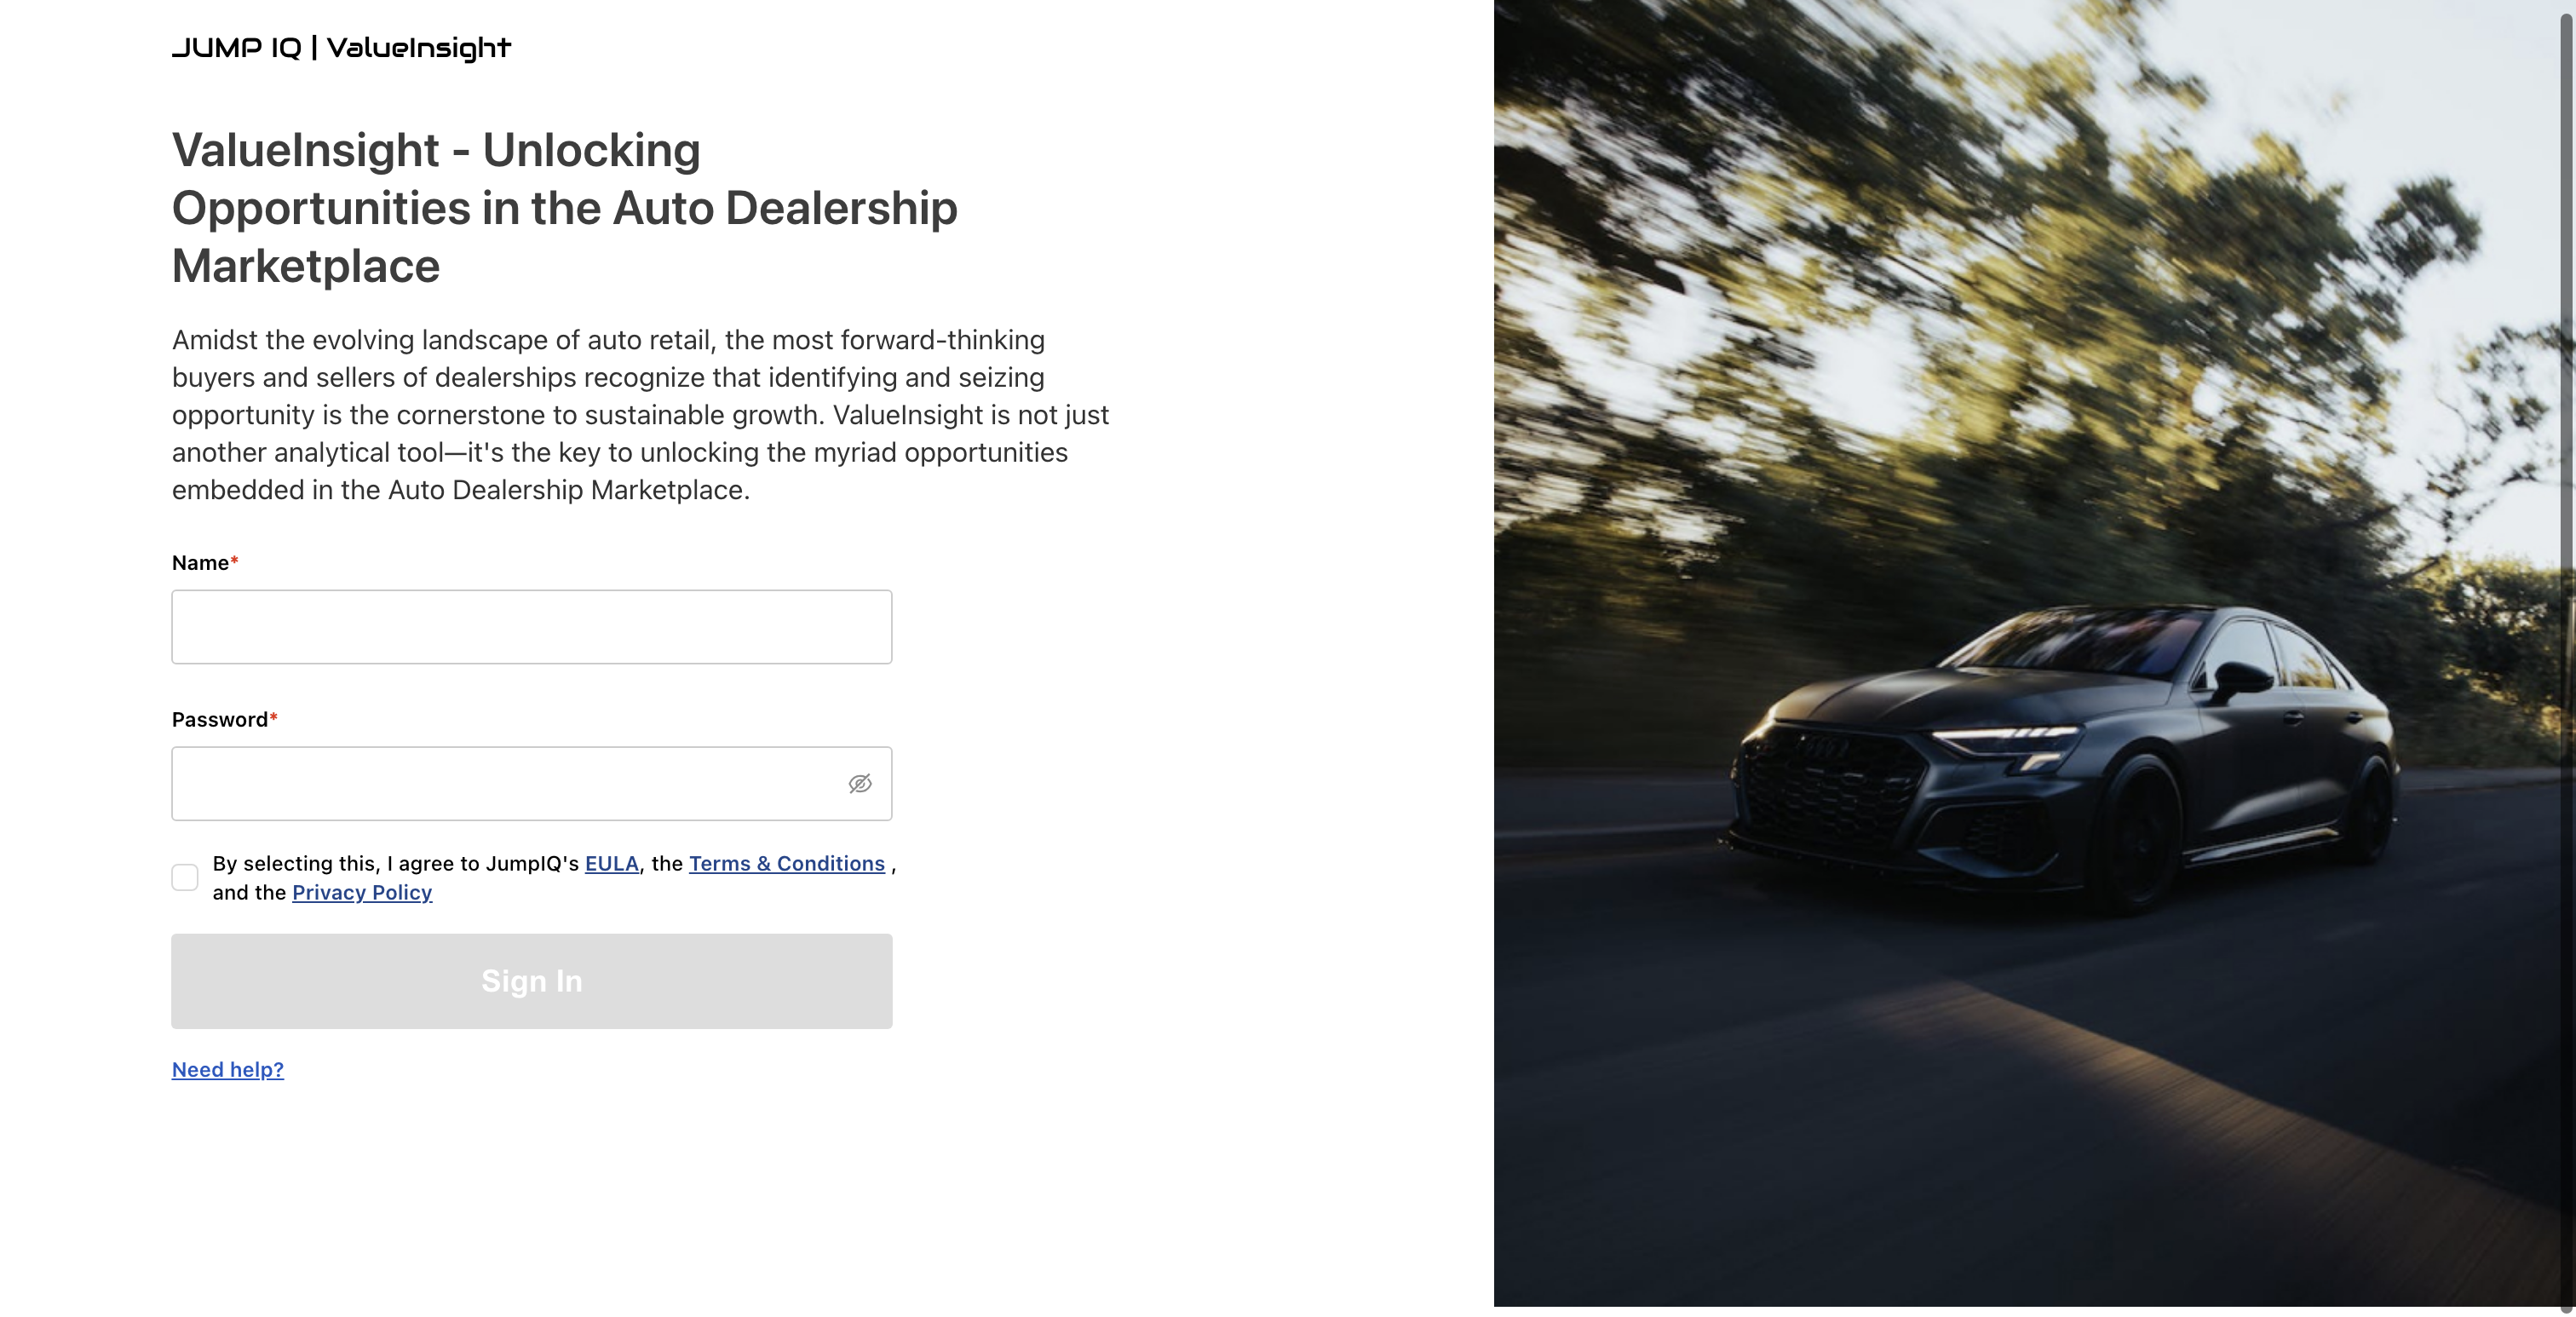 JUMP IQ | ValueInsight
ValueInsight - Unlocking
Opportunities in the Auto Dealership
Marketplace
Amidst the evolving landscape of auto retail, the most forward-thinking
buyers and sellers of dealerships recognize that identifying and seizing
opportunity is the cornerstone to sustainable growth. ValueInsight is not just
another analytical tool—it's the key to unlocking the myriad opportunities
embedded in the Auto Dealership Marketplace.
Name*
Password*
By selecting this, I agree to JumpIQ's EULA, the Terms & Conditions ,
and the Privacy Policy
Sign In
Need help?